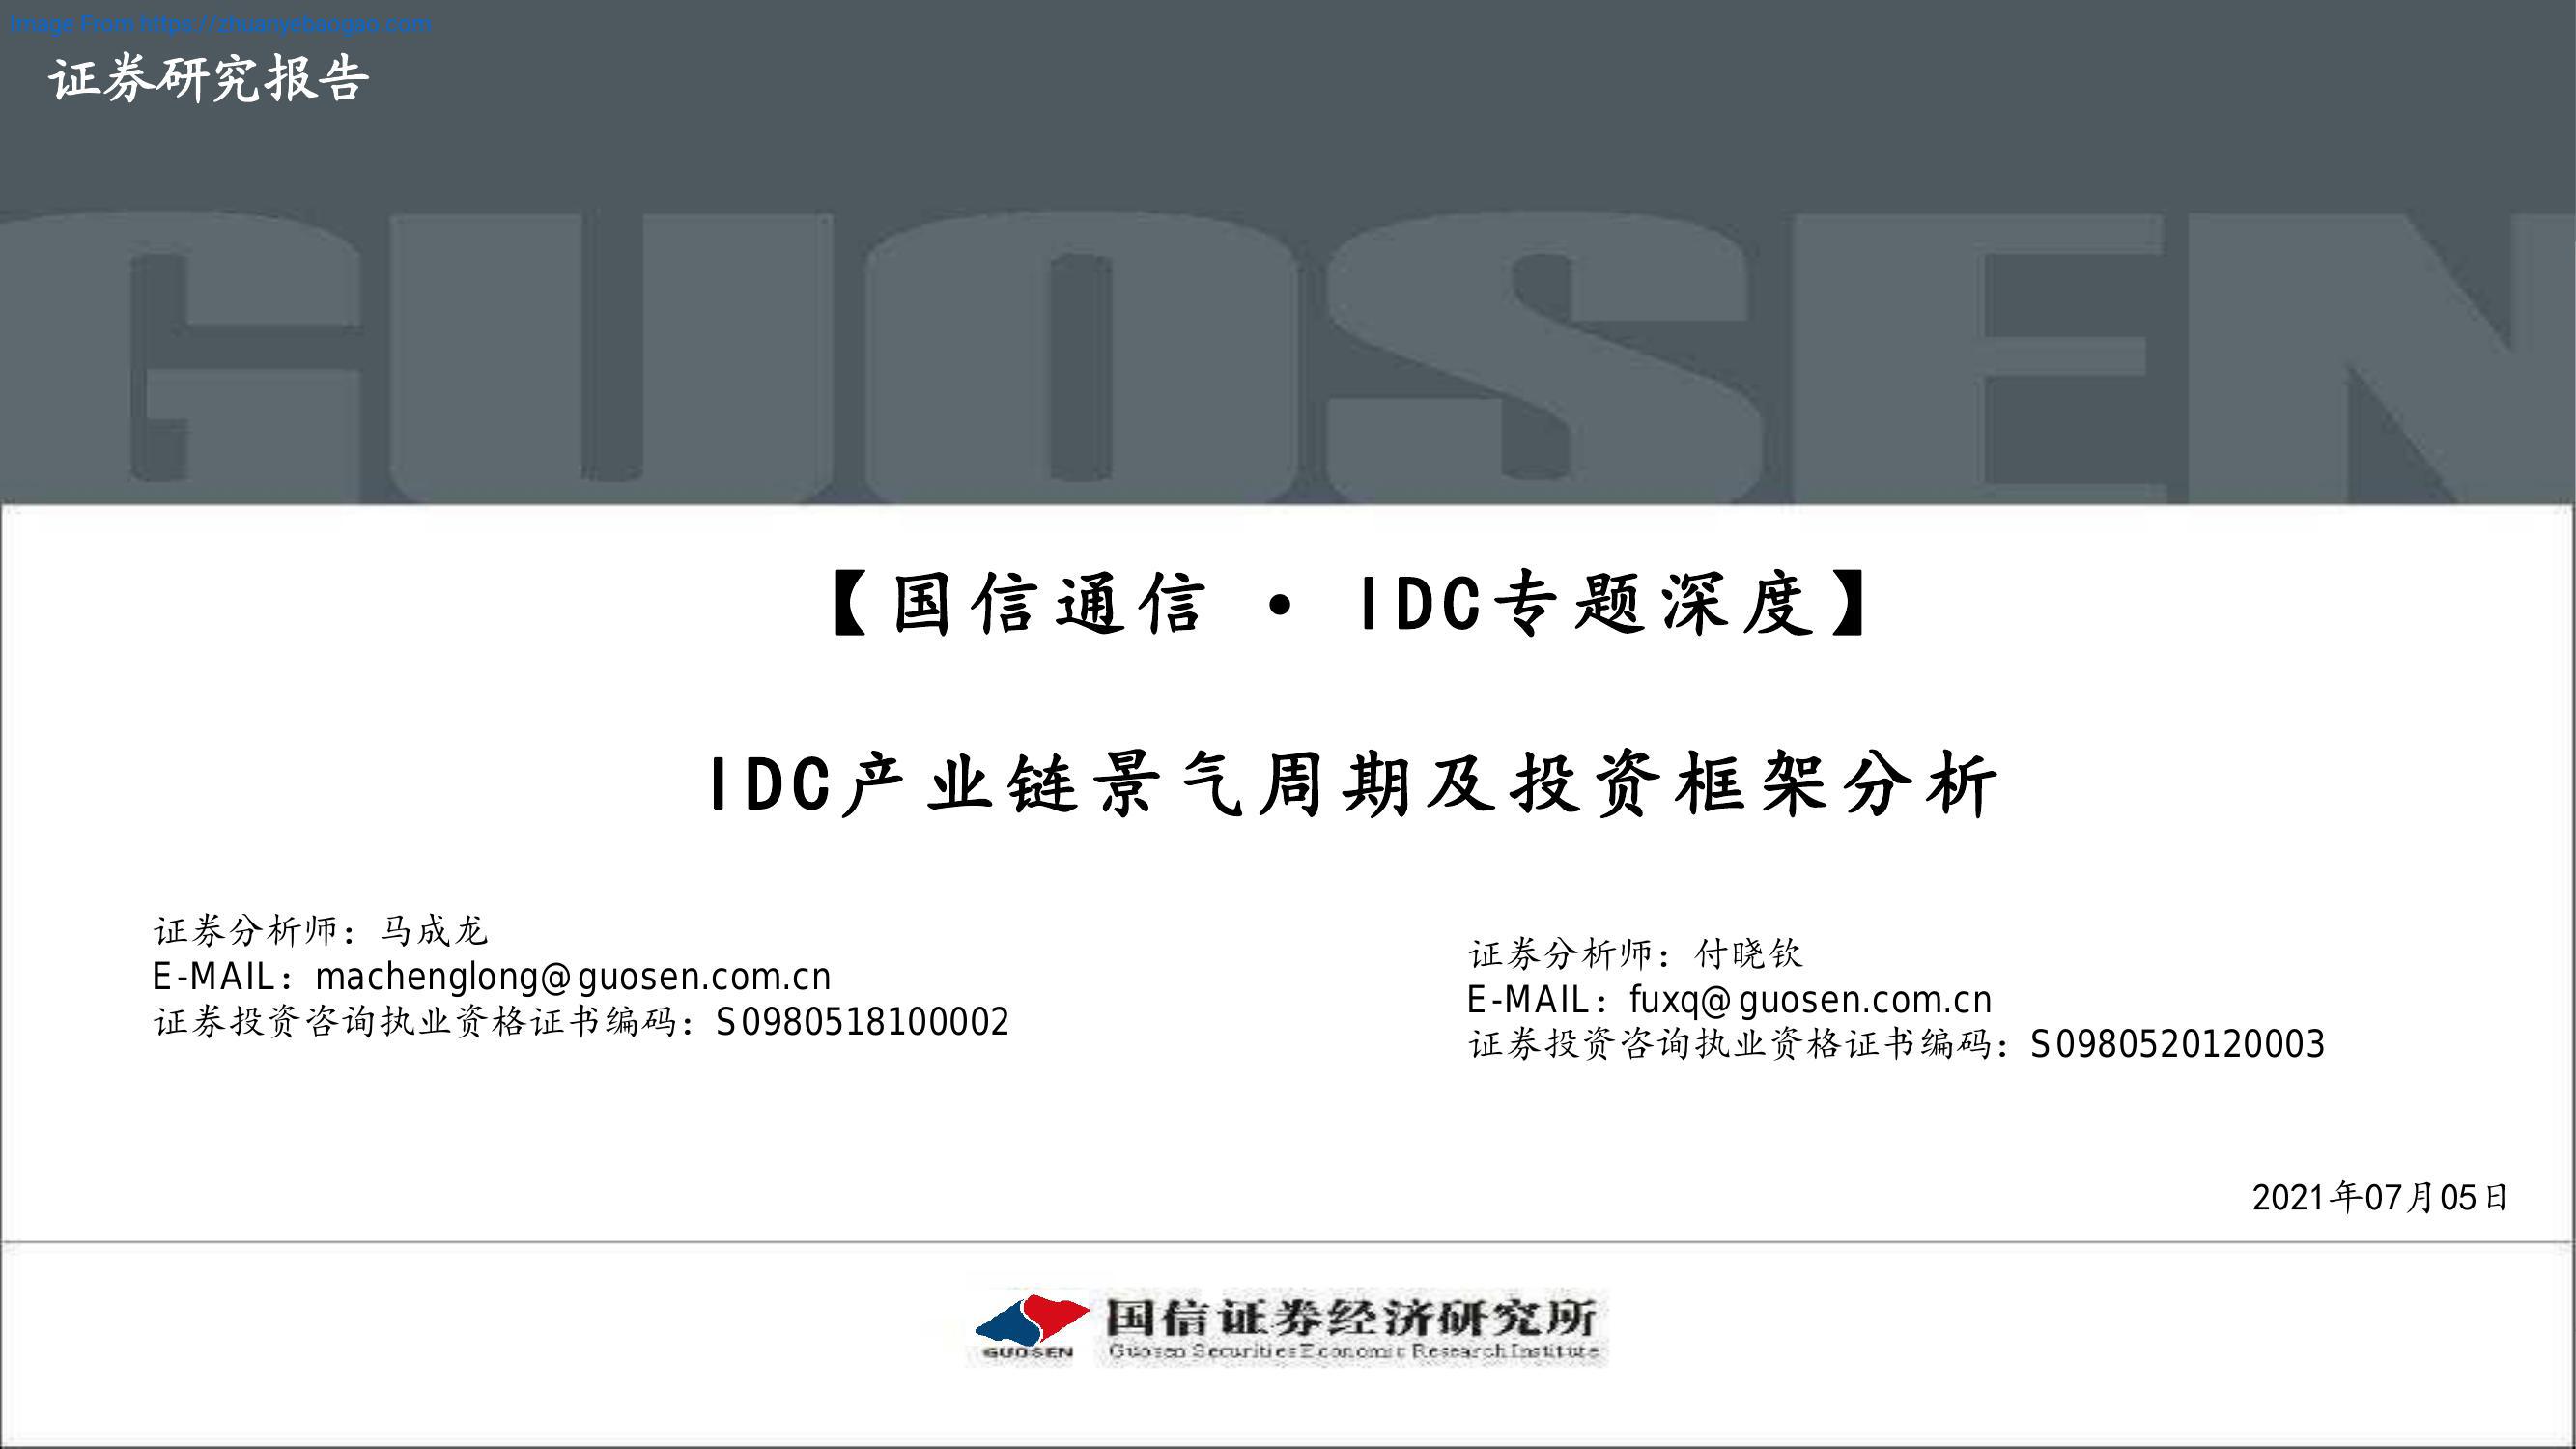 Image From https://zhuanyebaogao.com
证券研究报告
GUOSEN
【国信通信 · IDC专题深度】
IDC产业链景气周期及投资框架分析
证券分析师：马成龙
E-MAIL：machenglong@guosen.com.cn
证券投资咨询执业资格证书编码：S0980518100002
证券分析师：付晓钦
E-MAIL：fuxq@guosen.com.cn
证券投资咨询执业资格证书编码：S0980520120003
2021年07月05日
国信证券经济研究所
GUOSEN
Guosen Securities Economic Research Institute